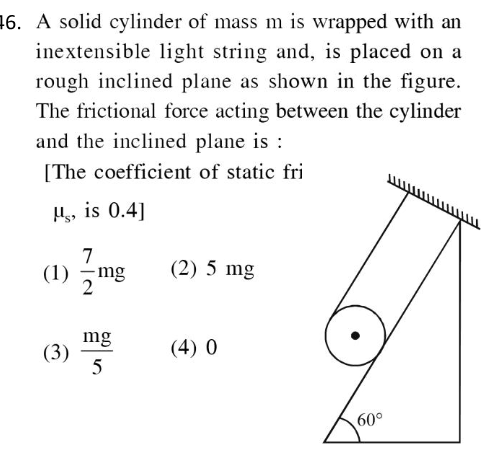 46. A solid cylinder of mass m is wrapped with an
inextensible light string and, is placed on a
rough inclined plane as shown in the figure.
The frictional force acting between the cylinder
and the inclined plane is :
[The coefficient of static fri
μₛ, is 0.4]
(1) 7/2 mg (2) 5 mg
(3) mg/5 (4) 0
60°